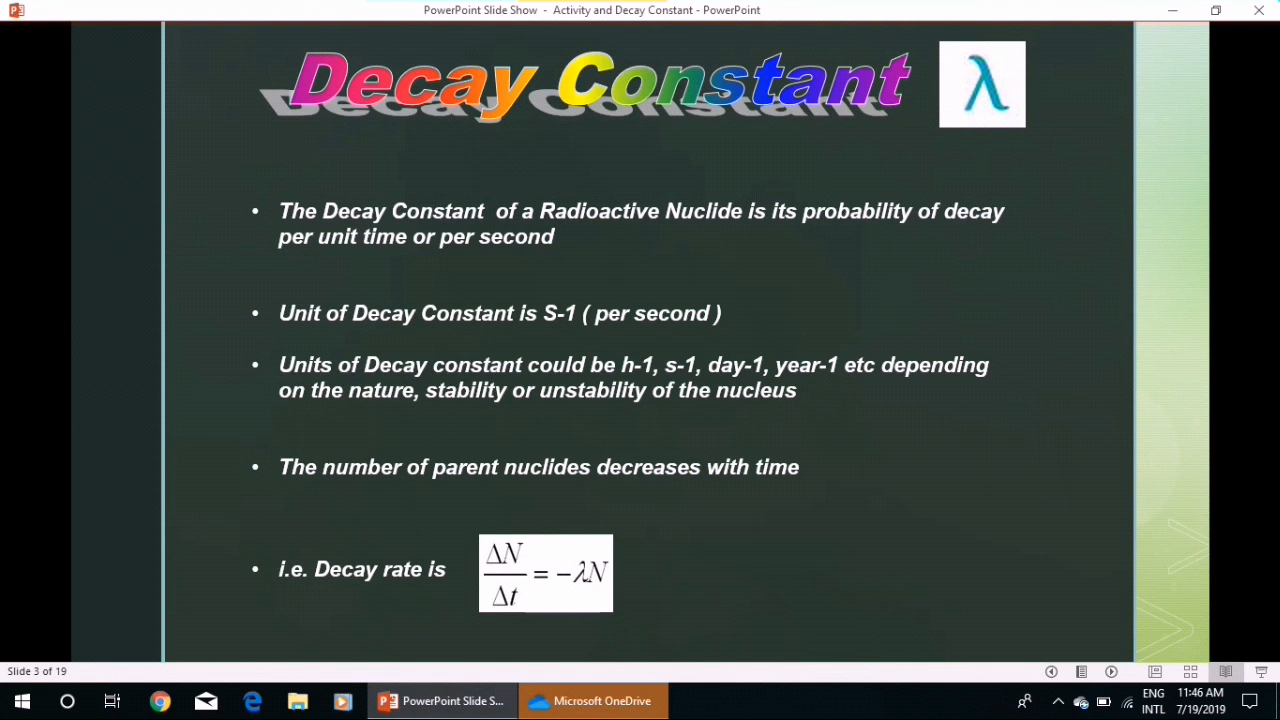 PowerPoint Slide Show - Activity and Decay Constant - PowerPoint
Decay Constant
λ
• The Decay Constant of a Radioactive Nuclide is its probability of decay
per unit time or per second
• Unit of Decay Constant is S-1 ( per second )
• Units of Decay constant could be h-1, s-1, day-1, year-1 etc depending
on the nature, stability or unstability of the nucleus
• The number of parent nuclides decreases with time
• i.e. Decay rate is
ΔN
Δt
= −λN
Slide 3 of 19
PowerPoint Slide S...
Microsoft OneDrive
ENG
INTL
11:46 AM
7/19/2019